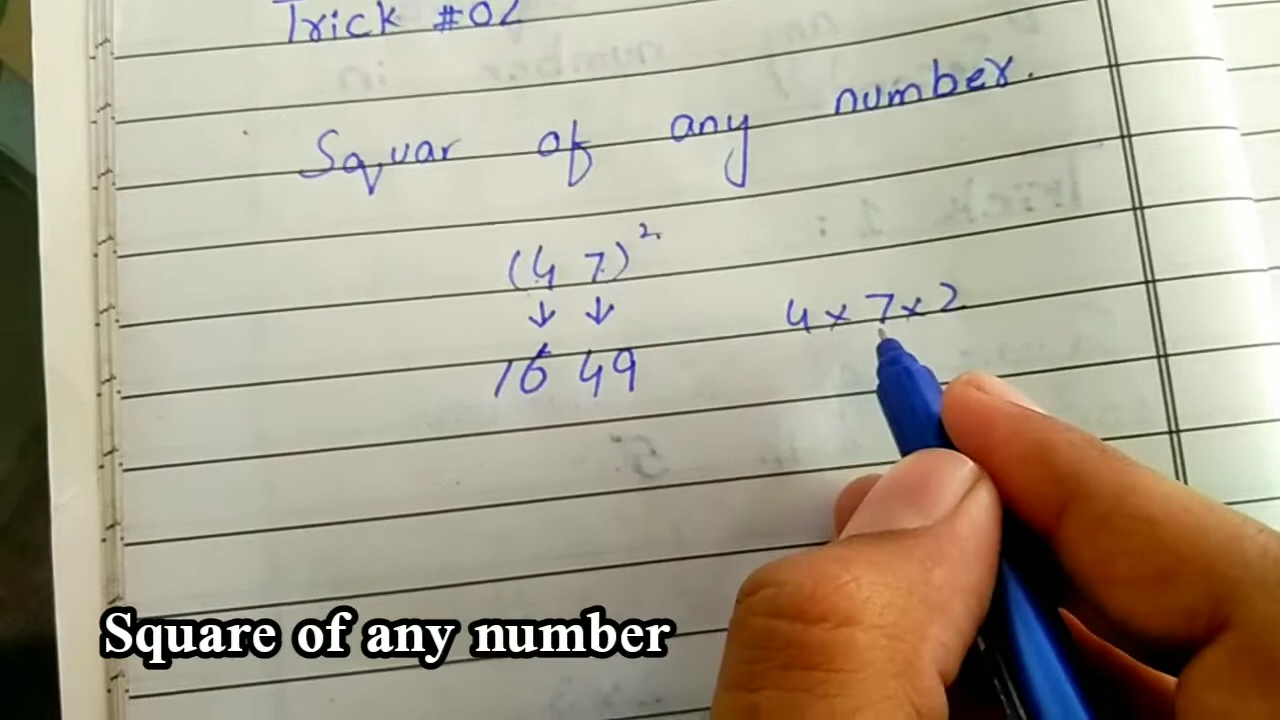 Trick #02
Squar of any number.
(47)²
↓ ↓
16 49
4 x 7 x 2
Square of any number